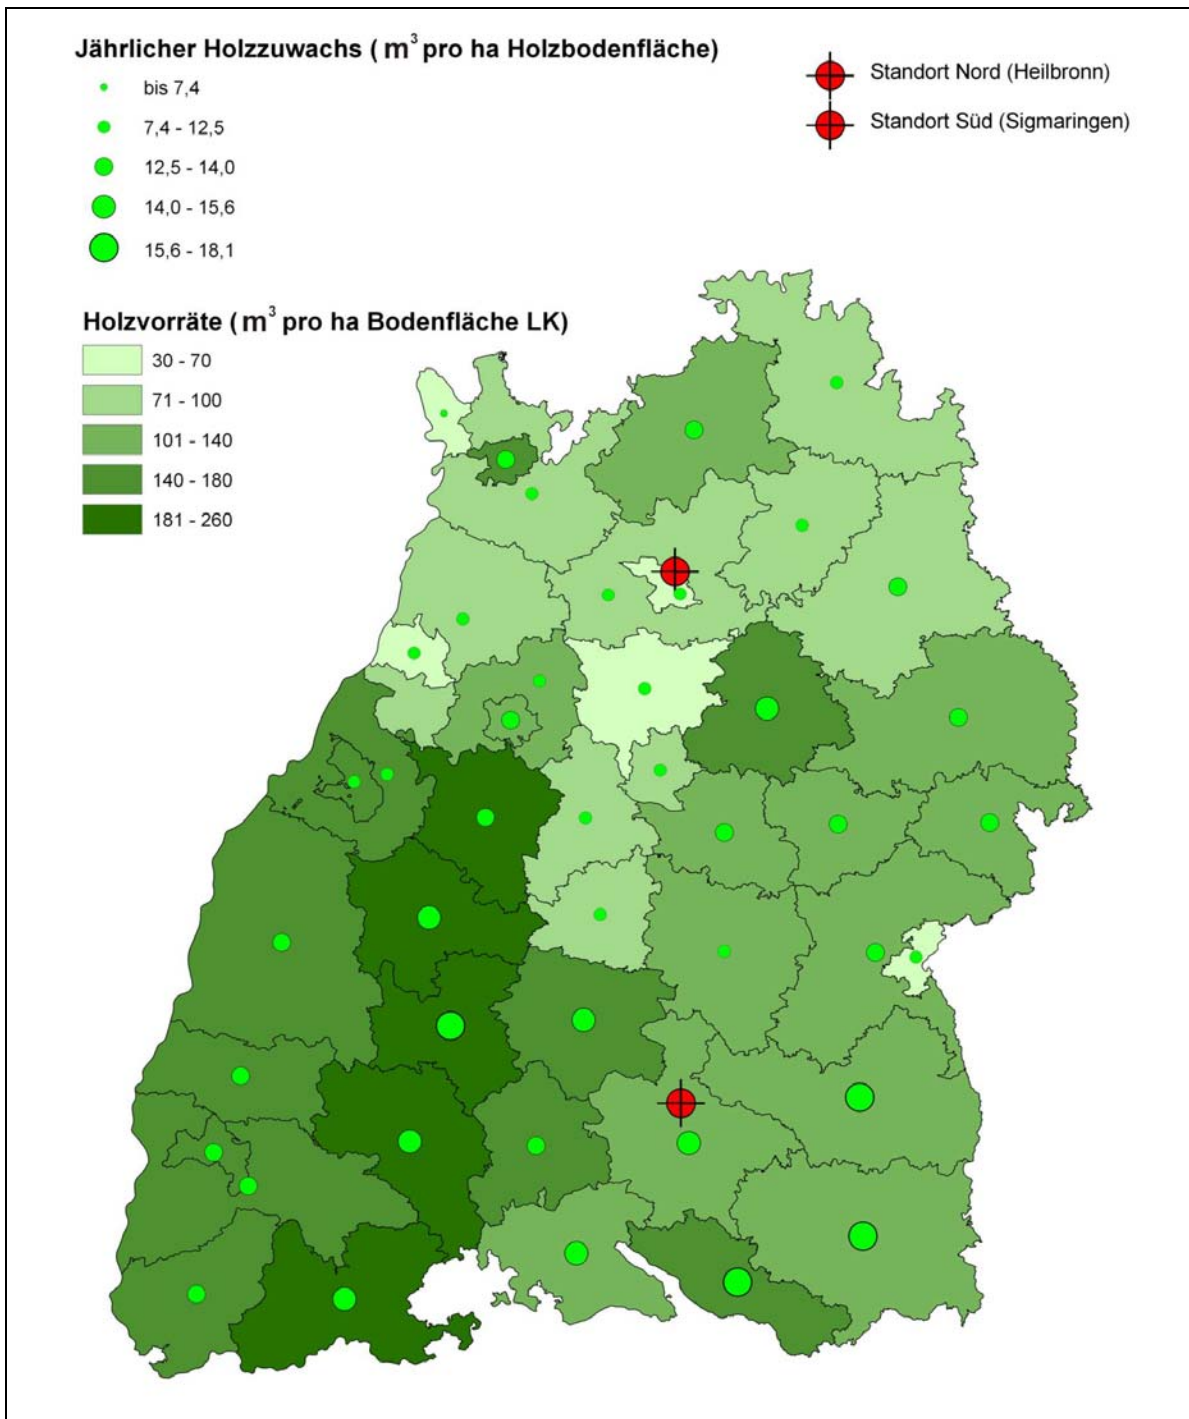 Jährlicher Holzzuwachs ( m³ pro ha Holzbodenfläche)
bis 7,4
7,4 - 12,5
12,5 - 14,0
14,0 - 15,6
15,6 - 18,1
Standort Nord (Heilbronn)
Standort Süd (Sigmaringen)
Holzvorräte ( m³ pro ha Bodenfläche LK)
30 - 70
71 - 100
101 - 140
140 - 180
181 - 260